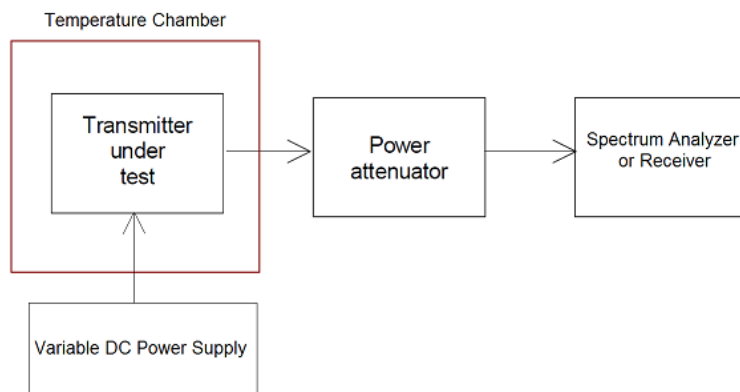 Temperature Chamber
Transmitter
under
test
Power
attenuator
Spectrum Analyzer
or Receiver
Variable DC Power Supply